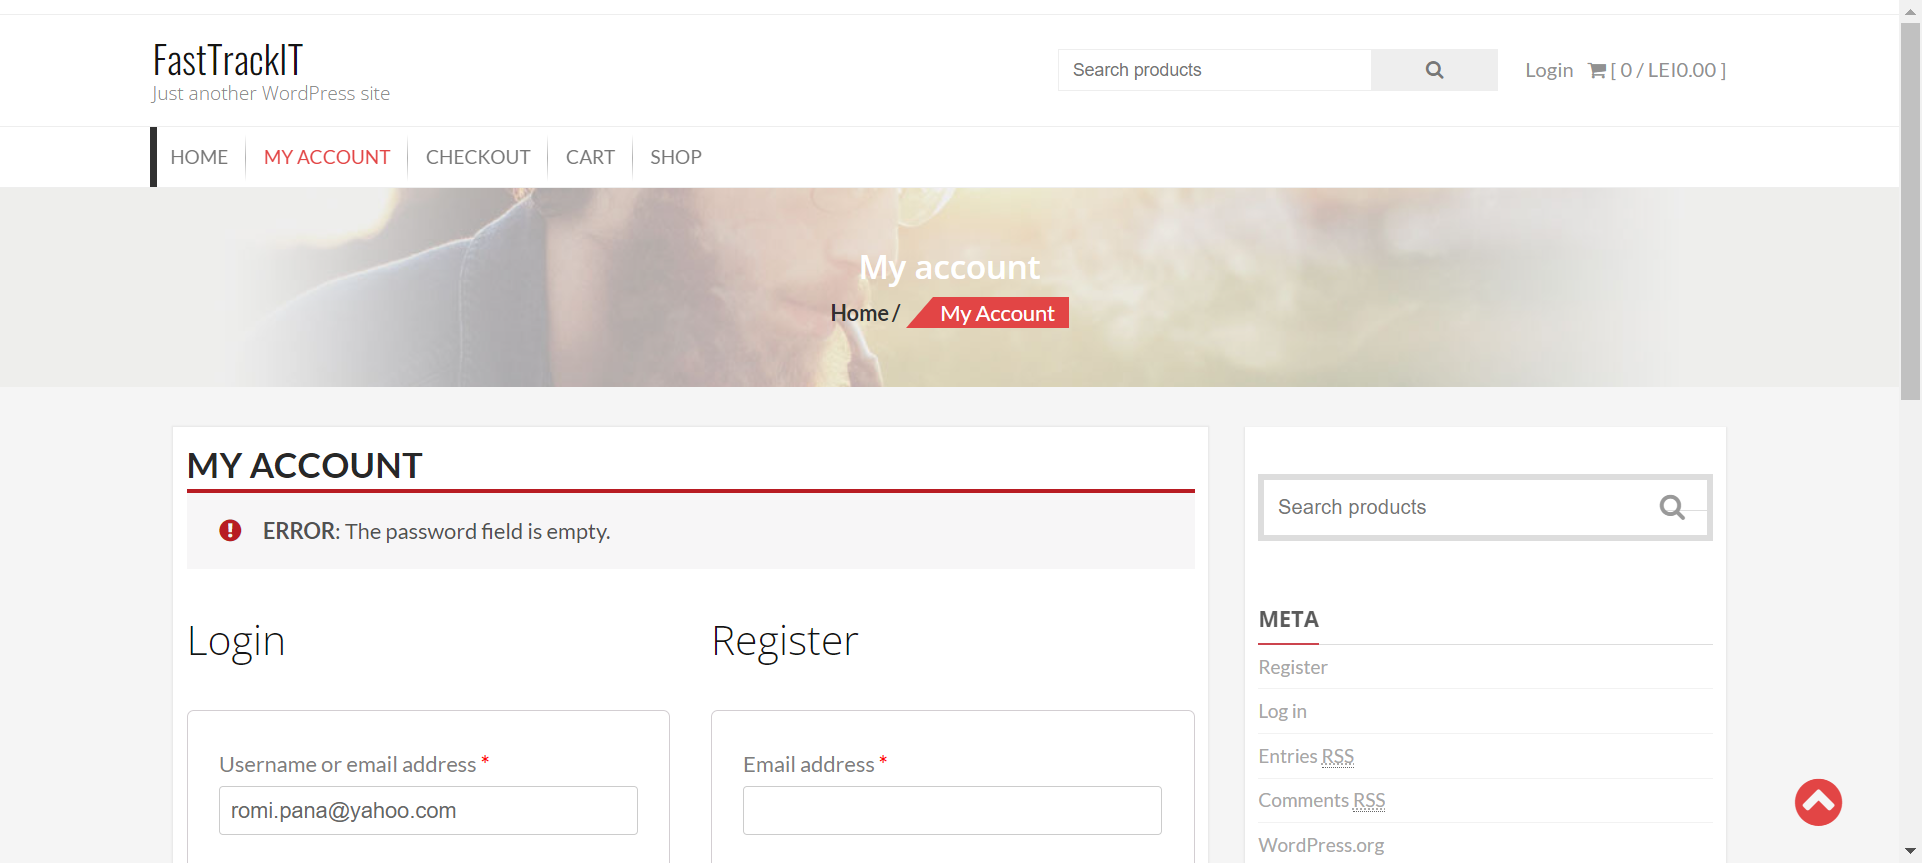 FastTrackIT
Just another WordPress site
Search products
Login [ 0 / LEI0.00 ]
HOME
MY ACCOUNT
CHECKOUT
CART
SHOP
My account
Home / My Account
MY ACCOUNT
ERROR: The password field is empty.
Login
Username or email address *
romi.pana@yahoo.com
Register
Email address *
Search products
META
Register
Log in
Entries RSS
Comments RSS
WordPress.org